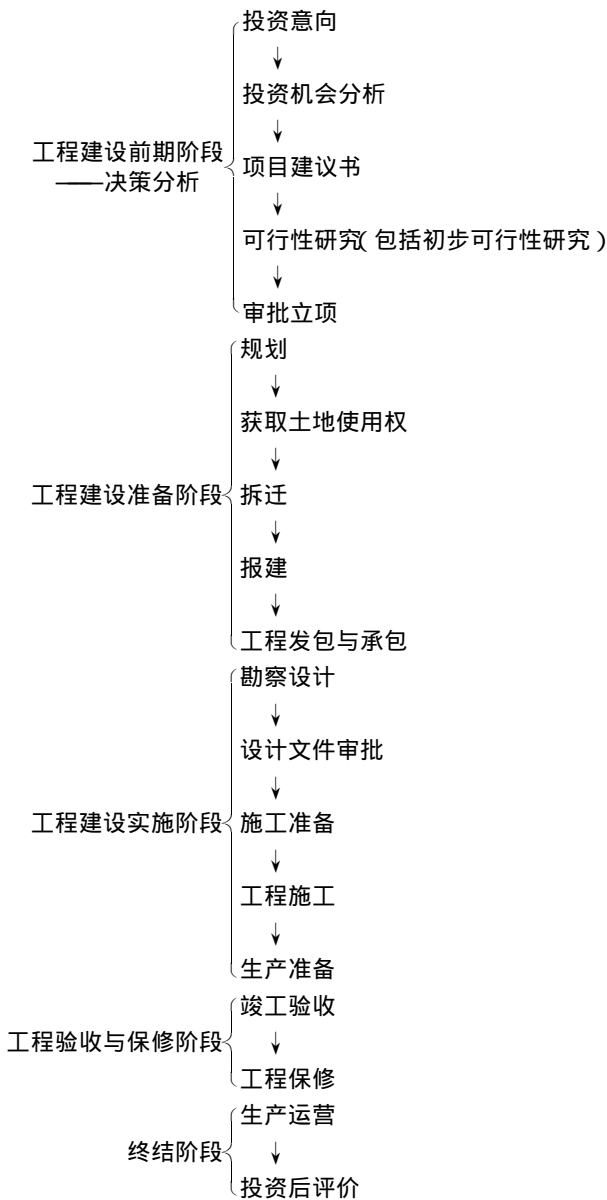 投资意向
投资机会分析
工程建设前期阶段
——决策分析
项目建议书
可行性研究(包括初步可行性研究)
审批立项
规划
获取土地使用权
工程建设准备阶段
拆迁
报建
工程发包与承包
勘察设计
设计文件审批
工程建设实施阶段
施工准备
工程施工
生产准备
竣工验收
工程验收与保修阶段
工程保修
生产运营
终结阶段
投资后评价